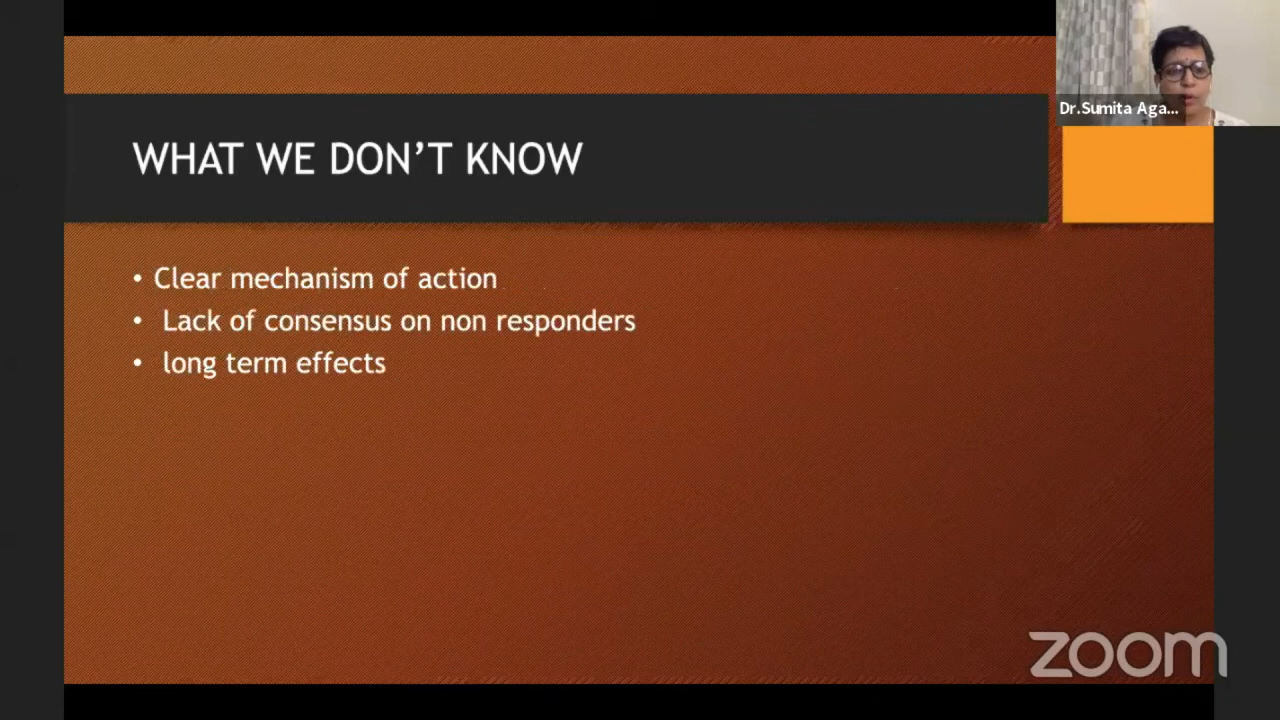 Dr.Sumita Aga...
WHAT WE DON’T KNOW
• Clear mechanism of action
• Lack of consensus on non responders
• long term effects
zoom